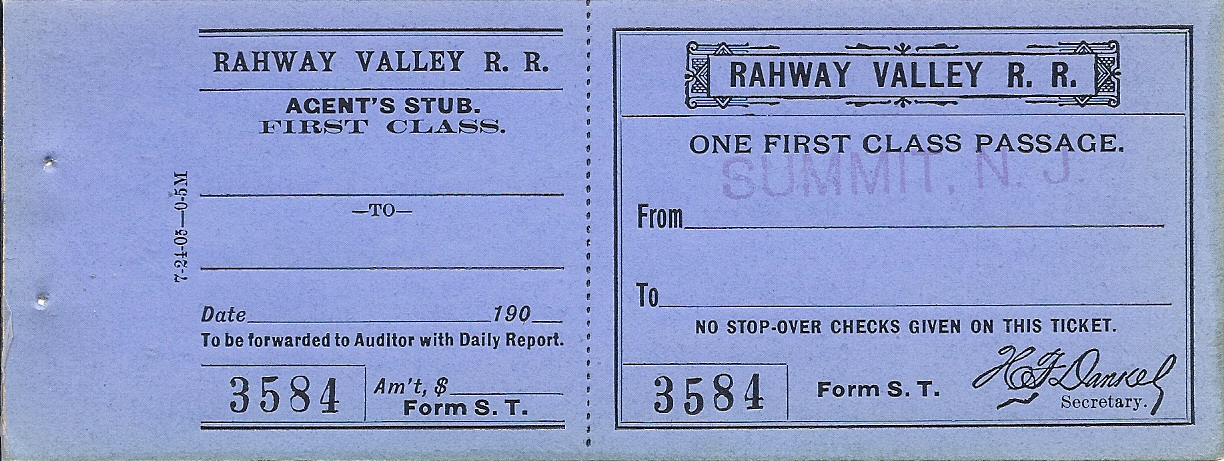 RAHWAY VALLEY R. R.
AGENT'S STUB.
FIRST CLASS.
—TO—
Date 190
To be forwarded to Auditor with Daily Report.
3584
Am't, $
Form S. T.
7-24-05—0-5M
RAHWAY VALLEY R. R.
ONE FIRST CLASS PASSAGE.
SUMMIT, N. J.
From
To
NO STOP-OVER CHECKS GIVEN ON THIS TICKET.
3584
Form S. T.
Secretary.